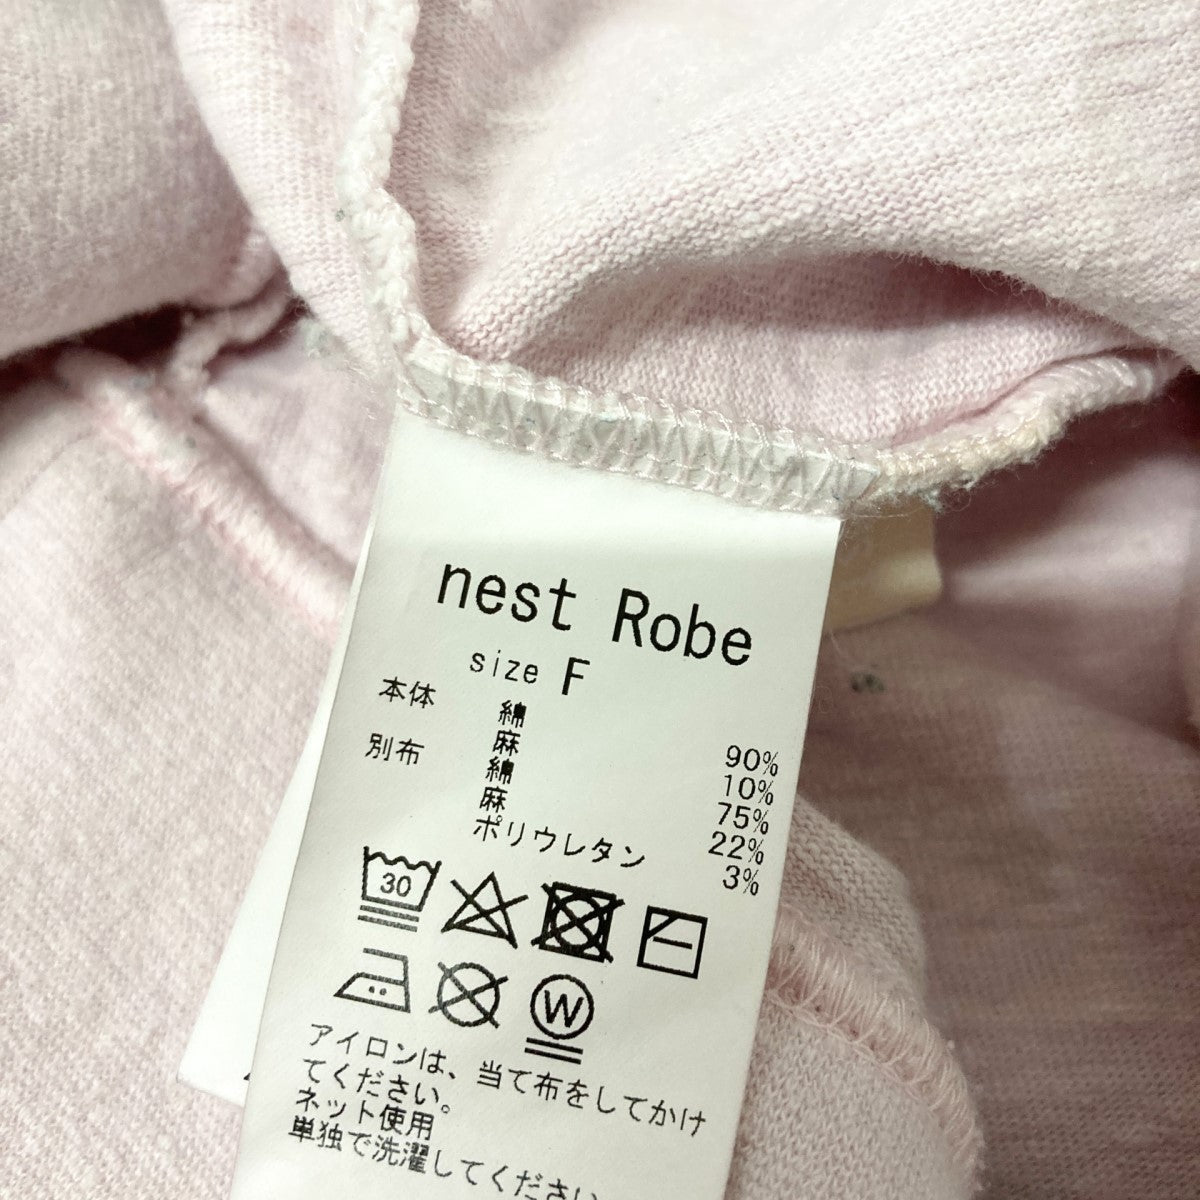 nest Robe
size F
本体 綿 90%
麻 10%
別布 綿 75%
麻 22%
ポリウレタン 3%
30
W
アイロンは、当て布をしてかけ
てください。
ネット使用
単独で洗濯してください。